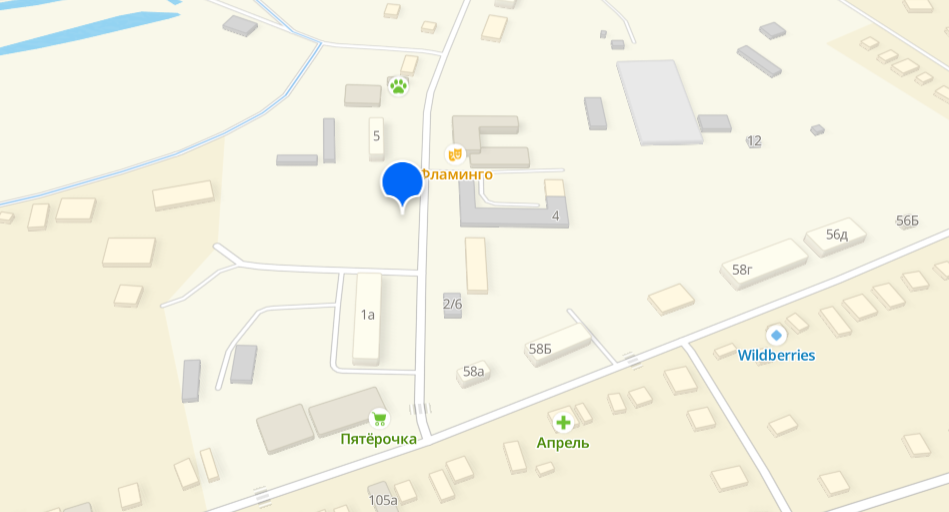 5
12
Фламинго
4
56Б
56д
58г
2/6
1а
58Б
Wildberries
58а
Пятёрочка
Апрель
105а